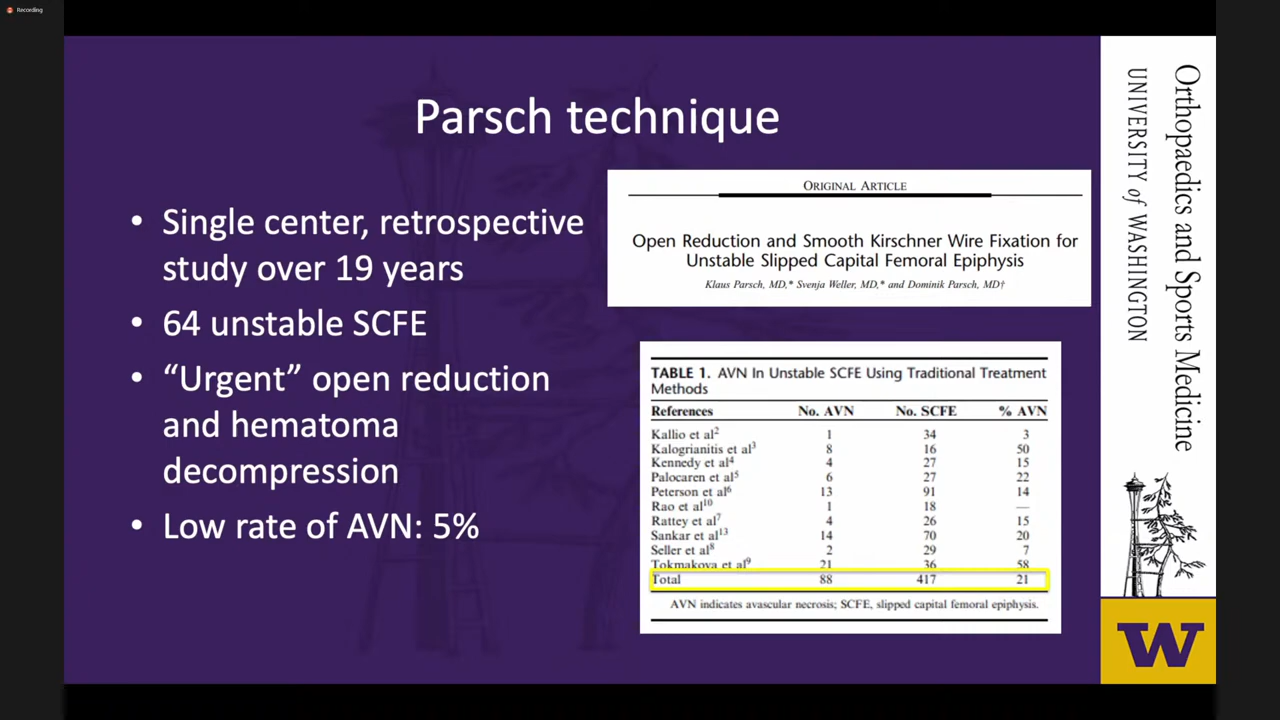 Recording
Parsch technique
• Single center, retrospective
study over 19 years
• 64 unstable SCFE
• “Urgent” open reduction
and hematoma
decompression
• Low rate of AVN: 5%
ORIGINAL ARTICLE
Open Reduction and Smooth Kirschner Wire Fixation for
Unstable Slipped Capital Femoral Epiphysis
Klaus Parsch, MD,* Svenja Weller, MD,* and Dominik Parsch, MD†
TABLE 1. AVN In Unstable SCFE Using Traditional Treatment
Methods
References No. AVN No. SCFE % AVN
Kallio et al2 1 34 3
Kalogrianitis et al3 8 16 50
Kennedy et al4 4 27 15
Palocaren et al5 6 27 22
Peterson et al6 13 91 14
Rao et al10 1 18 —
Rattey et al7 4 26 15
Sankar et al13 14 70 20
Seller et al8 2 29 7
Tokmakova et al9 21 36 58
Total 88 417 21
AVN indicates avascular necrosis; SCFE, slipped capital femoral epiphysis.
Orthopaedics and Sports Medicine
UNIVERSITY of WASHINGTON
W